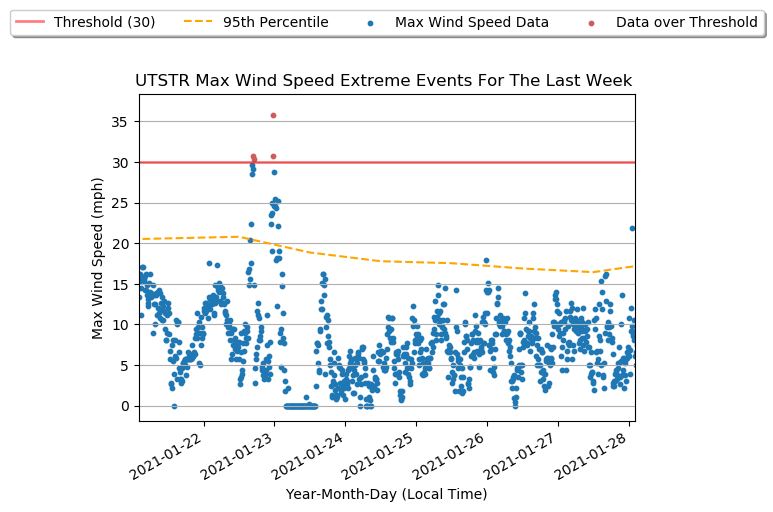 Threshold (30) 95th Percentile Max Wind Speed Data Data over Threshold
UTSTR Max Wind Speed Extreme Events For The Last Week
Max Wind Speed (mph)
35
30
25
20
15
10
5
0
2021-01-22 2021-01-23 2021-01-24 2021-01-25 2021-01-26 2021-01-27 2021-01-28
Year-Month-Day (Local Time)